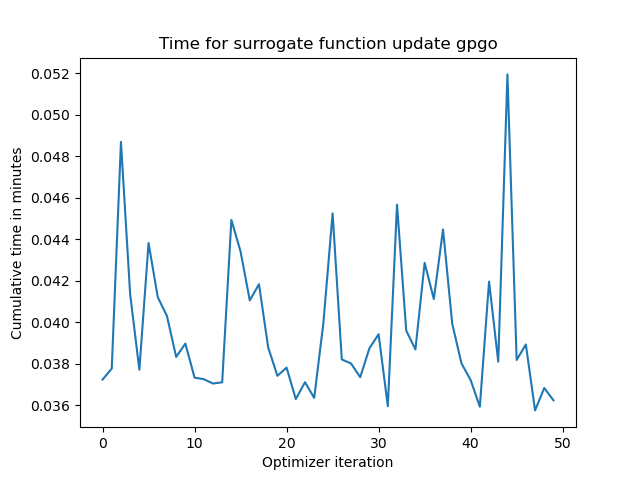 Time for surrogate function update gpgo
0.052
0.050
0.048
0.046
0.044
0.042
0.040
0.038
0.036
Cumulative time in minutes
0 10 20 30 40 50
Optimizer iteration